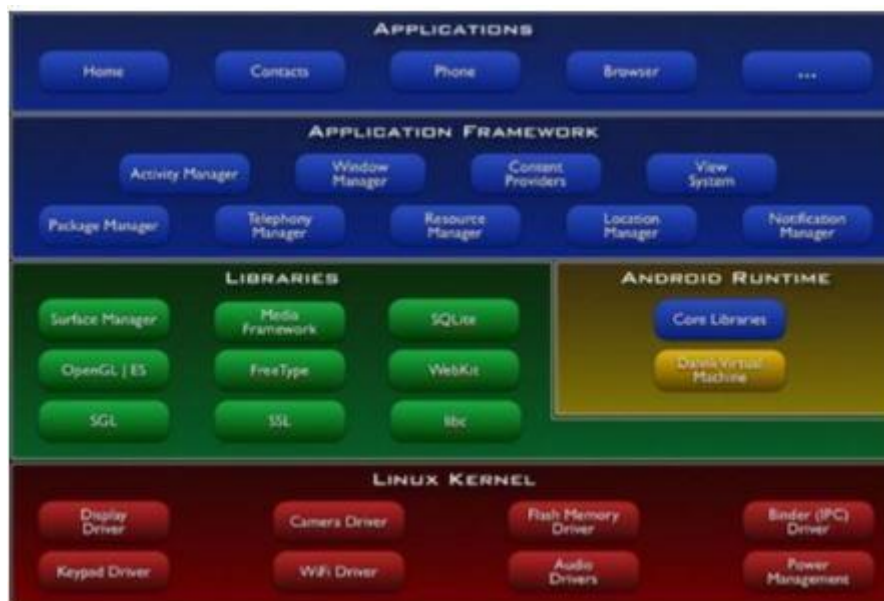 APPLICATIONS
Home
Contacts
Phone
Browser
...
APPLICATION FRAMEWORK
Activity Manager
Window
Manager
Content
Providers
View
System
Package Manager
Telephony
Manager
Resource
Manager
Location
Manager
Notification
Manager
LIBRARIES
Surface Manager
Media
Framework
SQLite
OpenGL | ES
FreeType
WebKit
SGL
SSL
libc
ANDROID RUNTIME
Core Libraries
Dalvik Virtual
Machine
LINUX KERNEL
Display
Driver
Camera Driver
Flash Memory
Driver
Binder (IPC)
Driver
Keypad Driver
WiFi Driver
Audio
Drivers
Power
Management